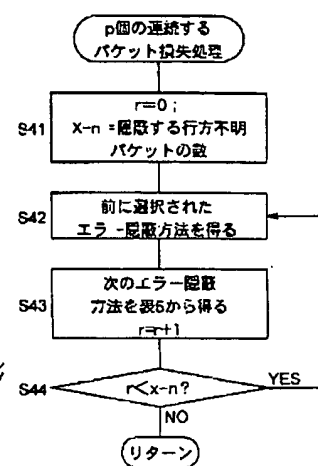 p個の連続する
パケット損失処理
S41
r=0 ;
X-n =隠蔽する行方不明
パケットの数
S42
前に選択された
エラ-隠蔽方法を得る
S43
次のエラー隠蔽
方法を表5から得る
r=r+1
S44
r<x-n?
YES
NO
リターン